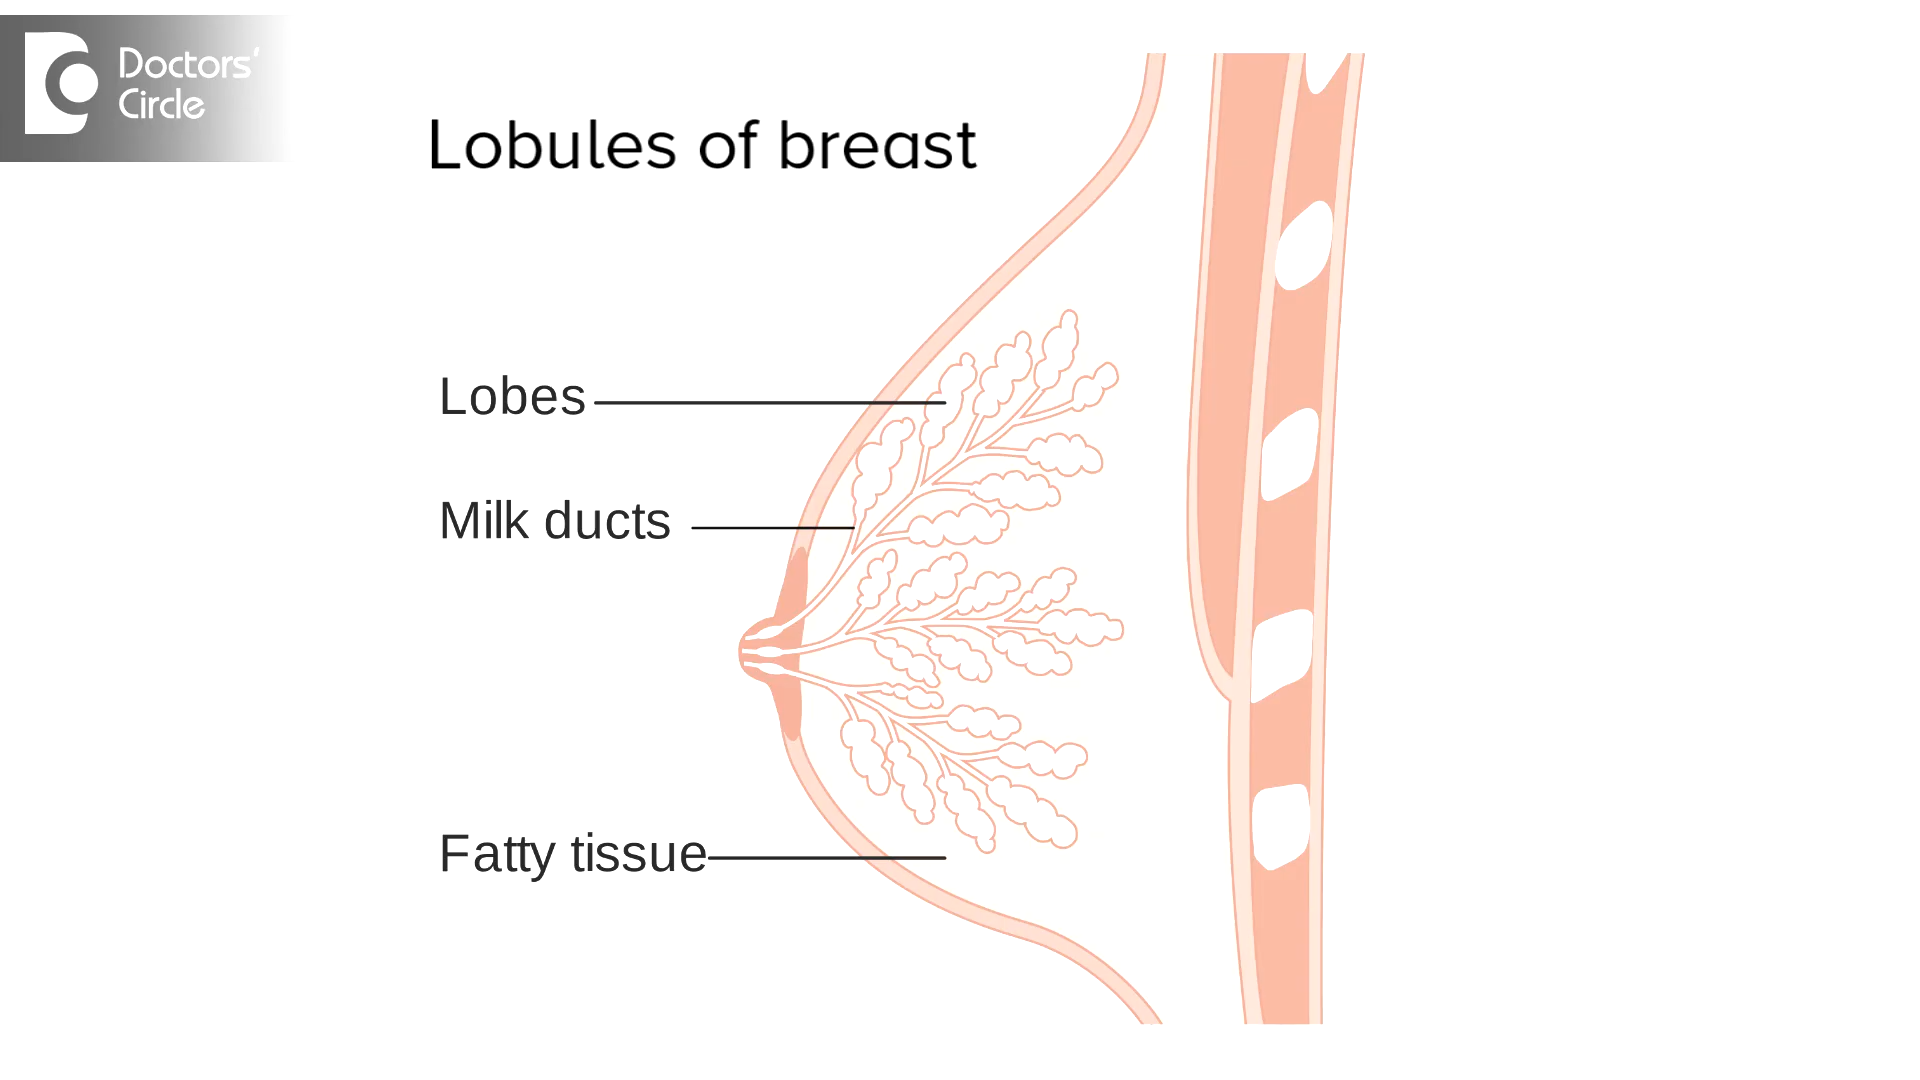 Doctors'
Circle
Lobules of breast
Lobes
Milk ducts
Fatty tissue